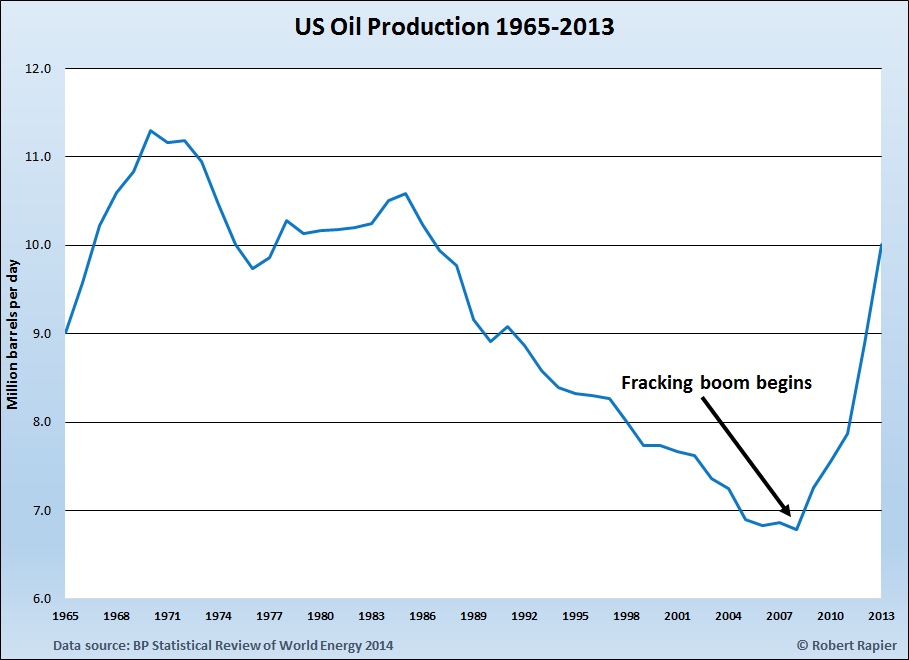 US Oil Production 1965-2013
12.0
11.0
10.0
9.0
8.0
7.0
6.0
Million barrels per day
Fracking boom begins
1965 1968 1971 1974 1977 1980 1983 1986 1989 1992 1995 1998 2001 2004 2007 2010 2013
Data source: BP Statistical Review of World Energy 2014
© Robert Rapier